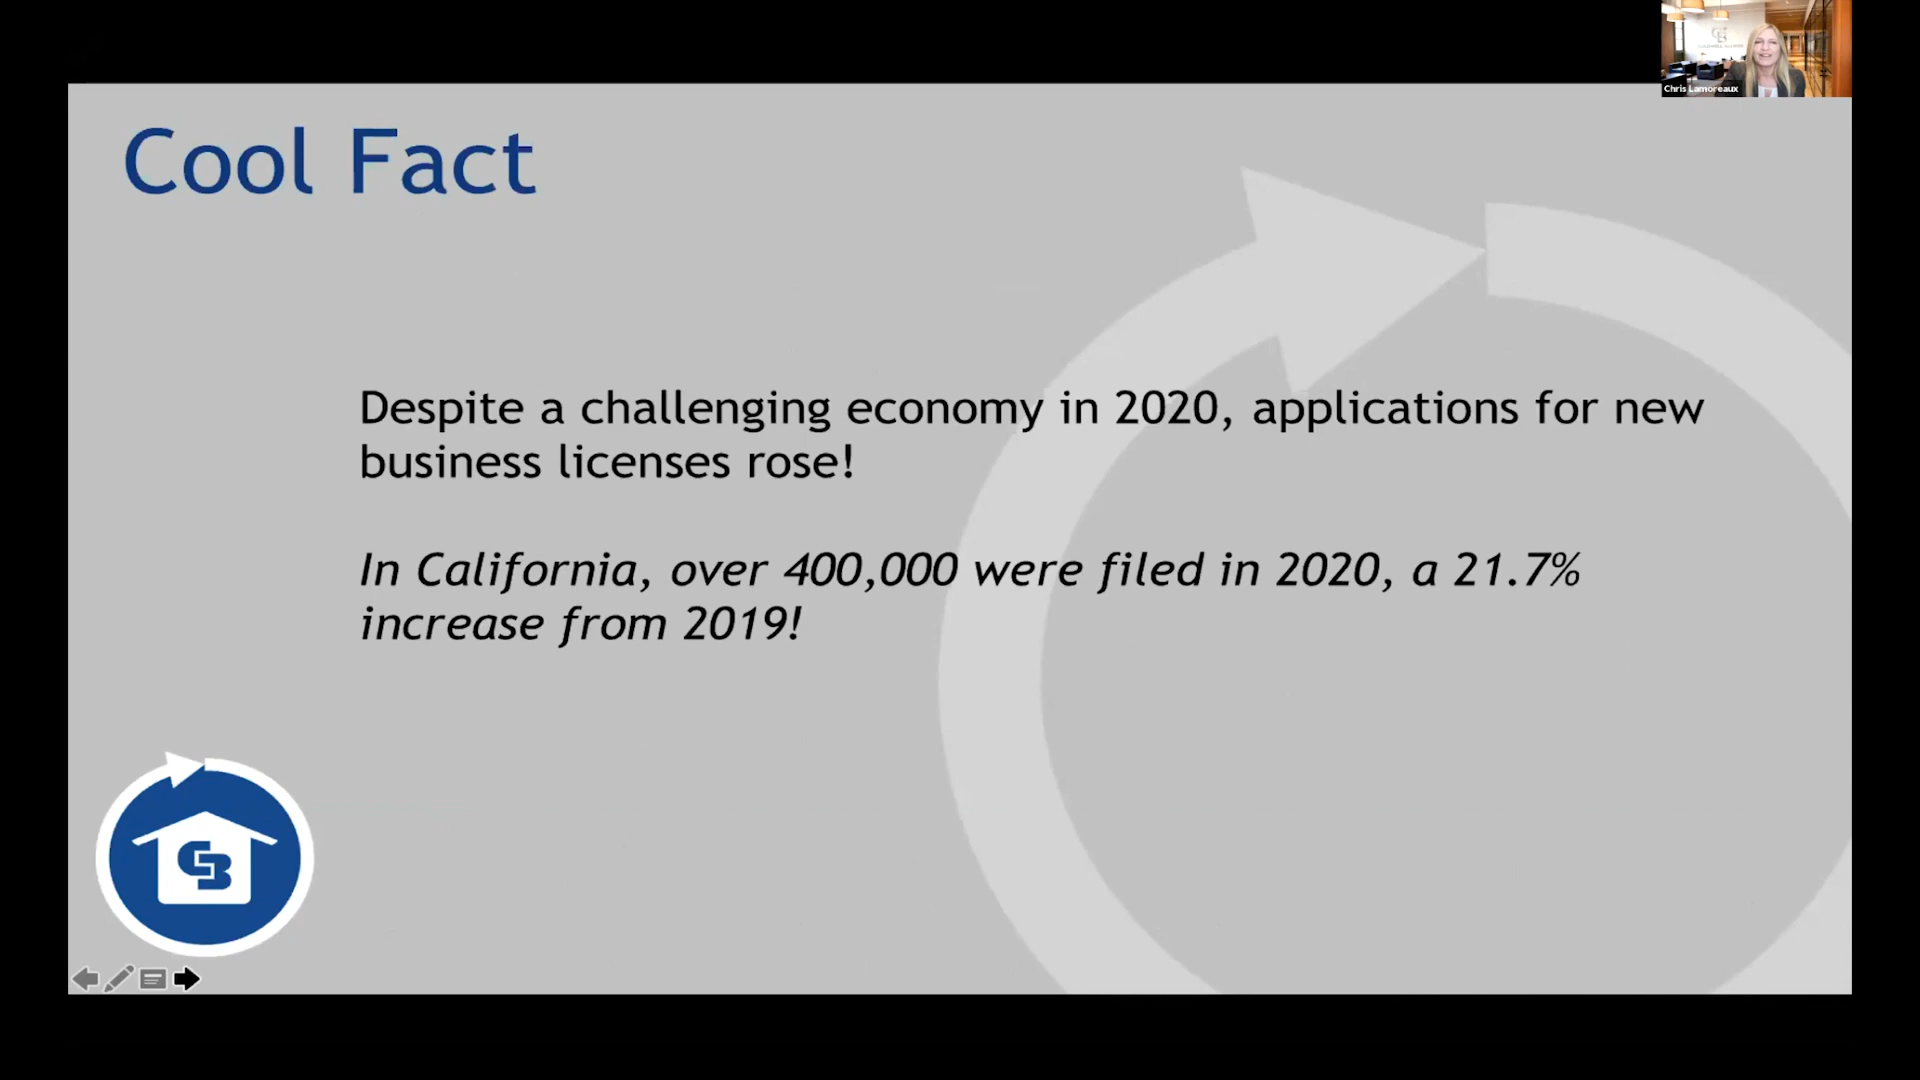 Chris Lamoreaux
Cool Fact
Despite a challenging economy in 2020, applications for new
business licenses rose!
In California, over 400,000 were filed in 2020, a 21.7%
increase from 2019!
CB